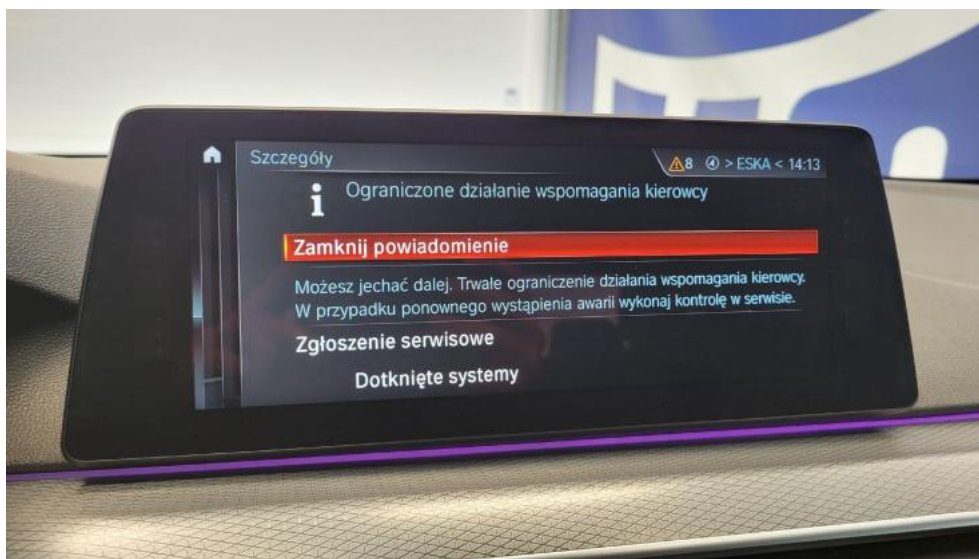 Szczegóły
8 ④ > ESKA < 14:13
Ograniczone działanie wspomagania kierowcy
Zamknij powiadomienie
Możesz jechać dalej. Trwałe ograniczenie działania wspomagania kierowcy.
W przypadku ponownego wystąpienia awarii wykonaj kontrolę w serwisie.
Zgłoszenie serwisowe
Dotknięte systemy